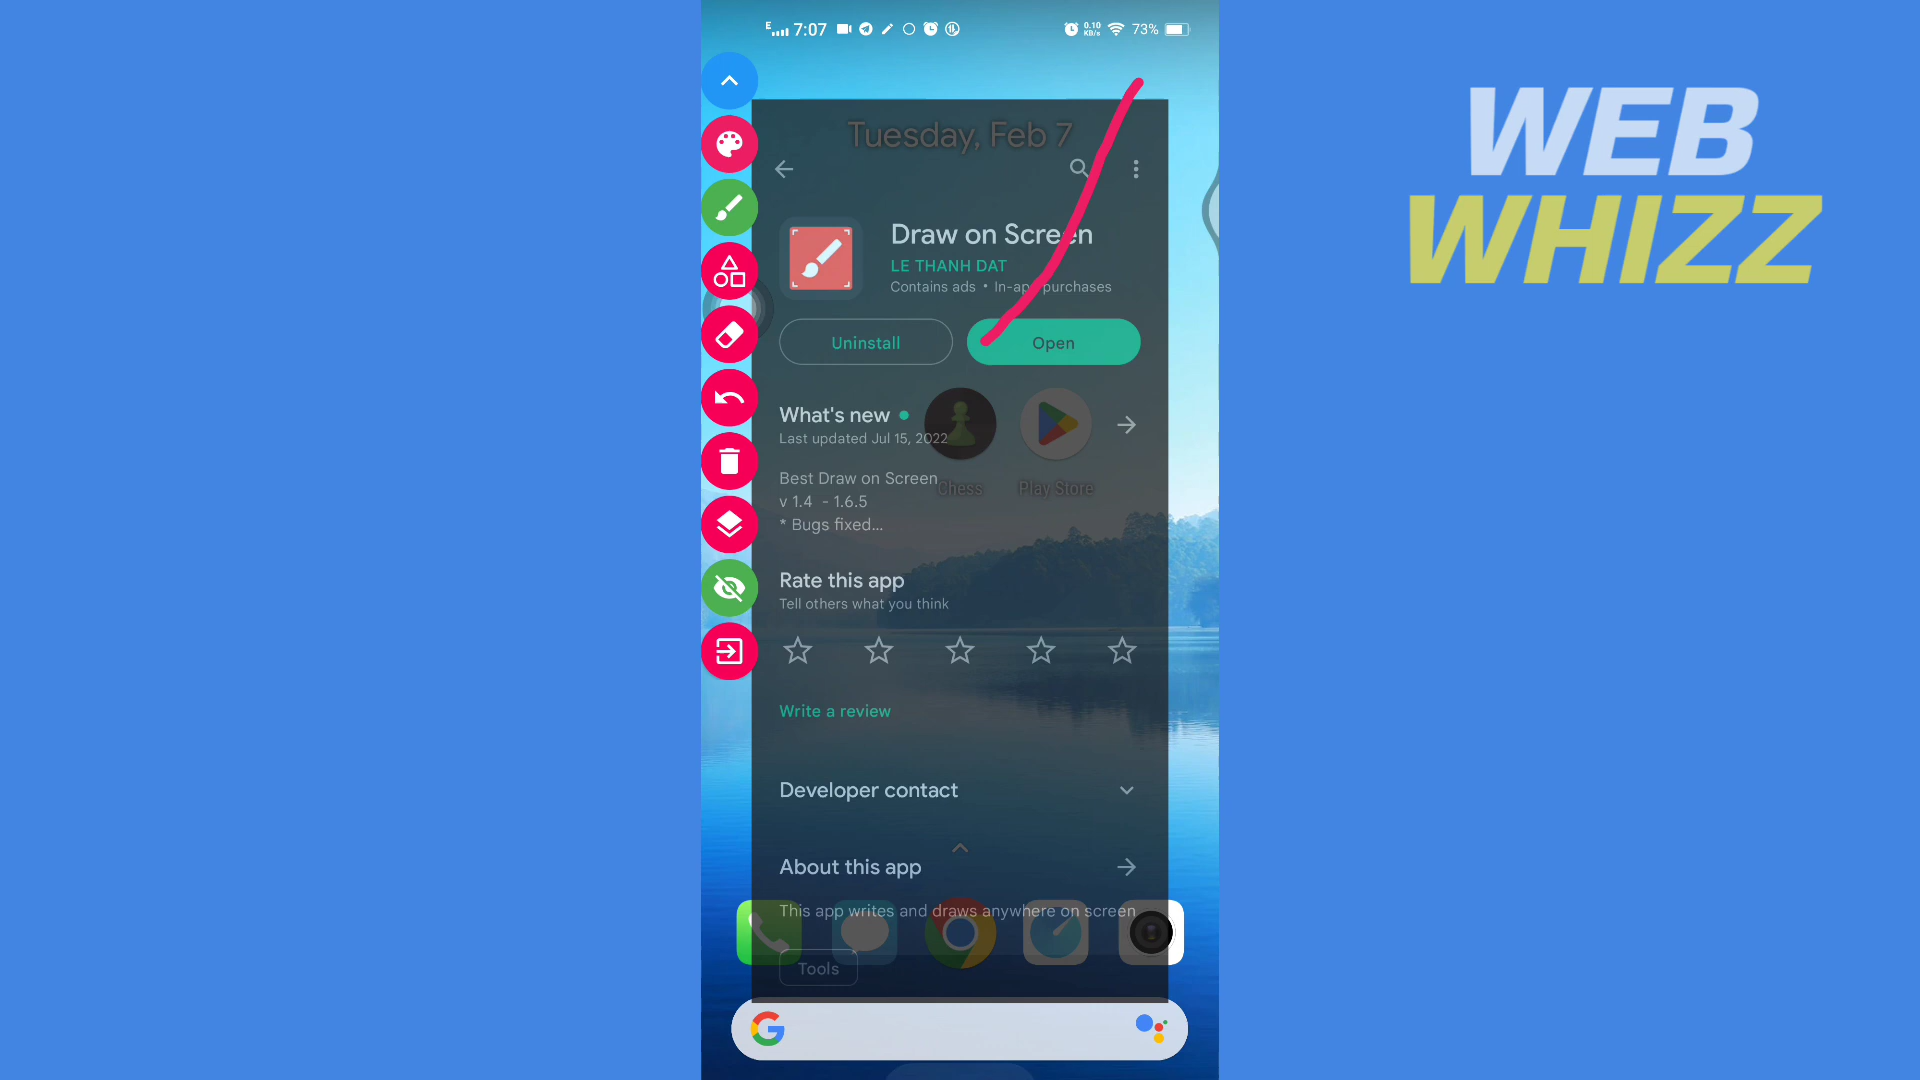 E 7:07 0.10 KB/s 73%
WEB
WHIZZ
Tuesday, Feb 7
Draw on Screen
LE THANH DAT
Contains ads • In-app purchases
Uninstall
Open
What's new
Last updated Jul 15, 2022
Best Draw on Screen
v 1.4 - 1.6.5
* Bugs fixed...
Chess
Play Store
Rate this app
Tell others what you think
Write a review
Developer contact
About this app
This app writes and draws anywhere on screen
Tools